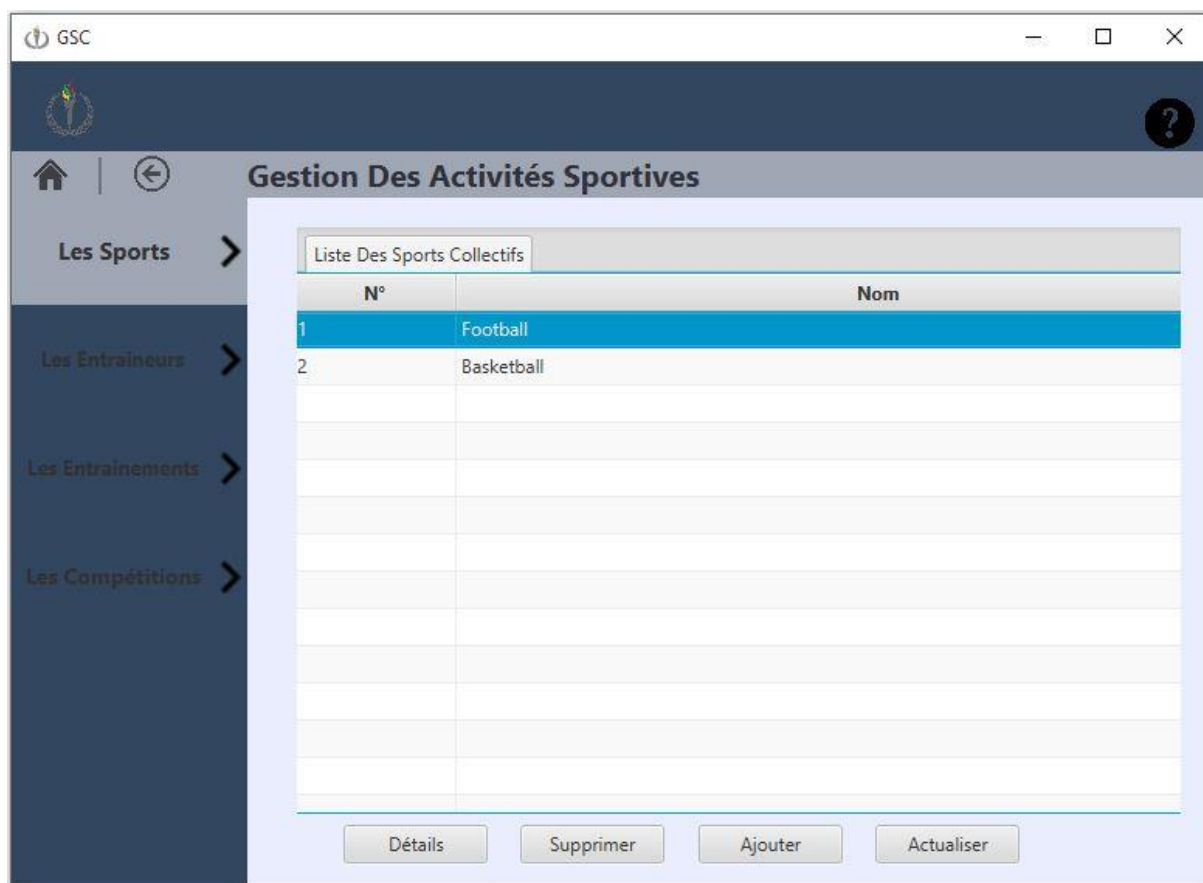 GSC
?
Gestion Des Activités Sportives
Les Sports
Les Entraineurs
Les Entrainements
Les Compétitions
Liste Des Sports Collectifs
N° Nom
1 Football
2 Basketball
Détails Supprimer Ajouter Actualiser